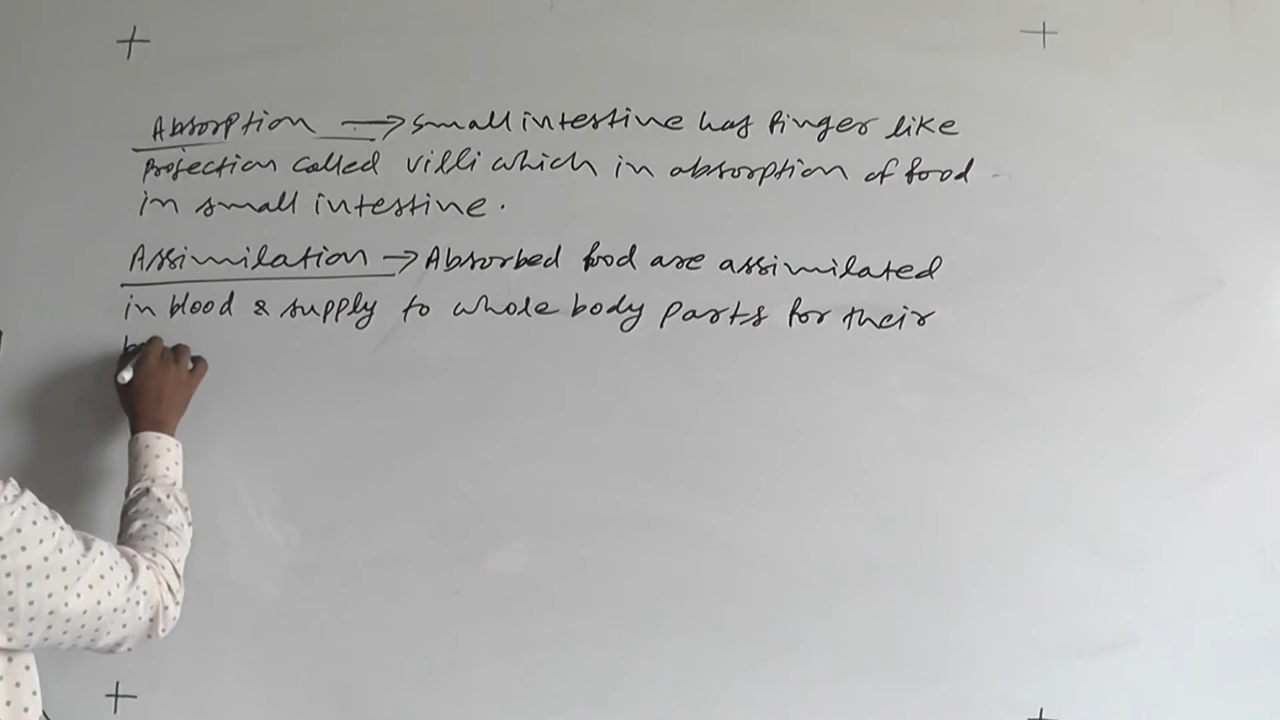 Absorption → small intestine has finger like
Projection called villi which in absorption of food
in small intestine.
Assimilation → Absorbed food are assimilated
in blood & supply to whole body parts for their